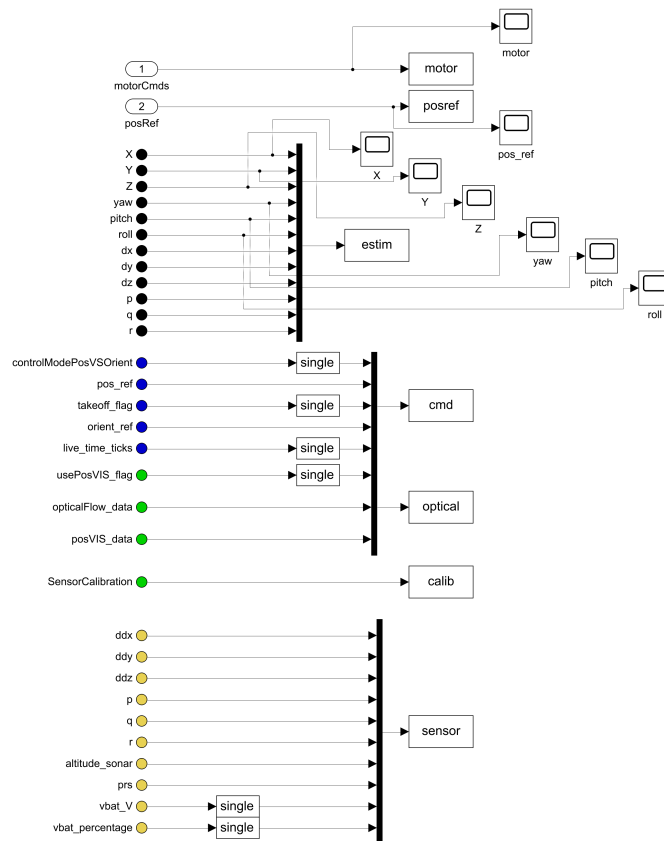 motor
1
motor
motorCmds
2
posref
posRef
pos_ref
X
X
Y
Y
Z
Z
yaw
yaw
pitch
pitch
roll
roll
estim
dx
dy
dz
p
q
r
controlModePosVSOrient
single
pos_ref
takeoff_flag
single
cmd
orient_ref
live_time_ticks
single
usePosVIS_flag
single
opticalFlow_data
optical
posVIS_data
SensorCalibration
calib
ddx
ddy
ddz
p
q
r
sensor
altitude_sonar
prs
vbat_V
single
vbat_percentage
single